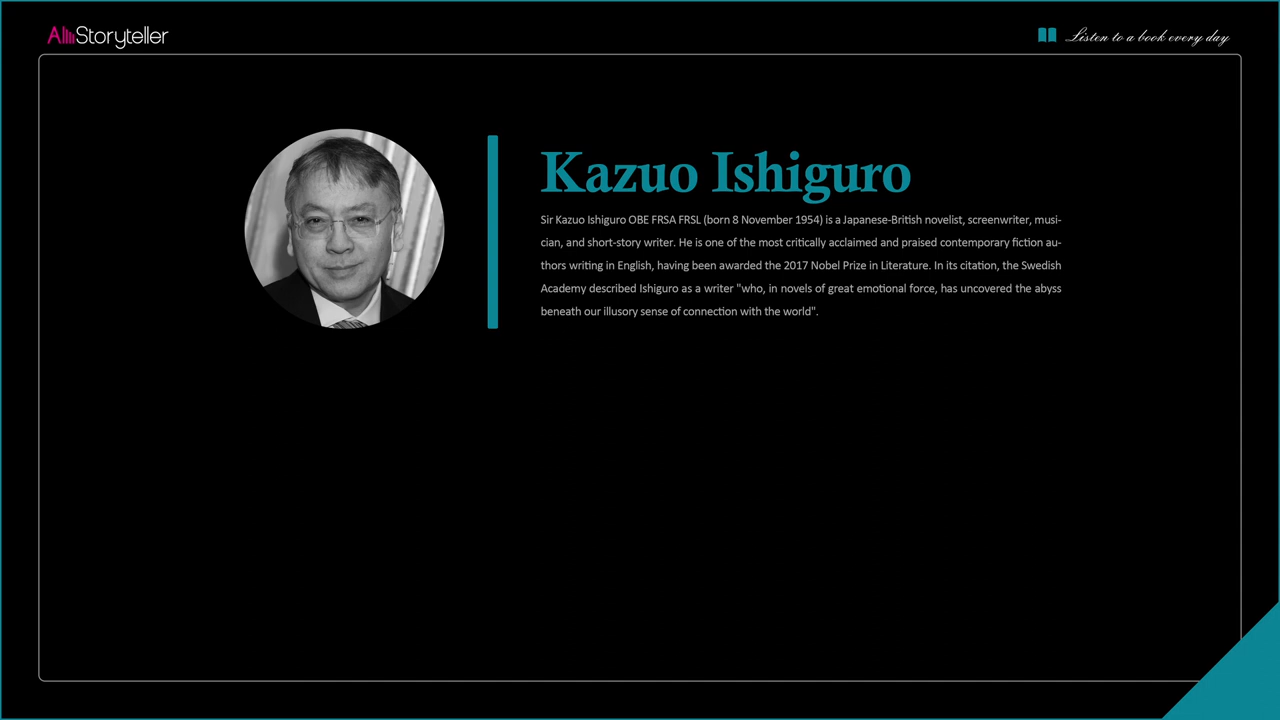 AllStoryteller
Listen to a book every day
Kazuo Ishiguro
Sir Kazuo Ishiguro OBE FRSA FRSL (born 8 November 1954) is a Japanese-British novelist, screenwriter, musi-
cian, and short-story writer. He is one of the most critically acclaimed and praised contemporary fiction au-
thors writing in English, having been awarded the 2017 Nobel Prize in Literature. In its citation, the Swedish
Academy described Ishiguro as a writer "who, in novels of great emotional force, has uncovered the abyss
beneath our illusory sense of connection with the world".